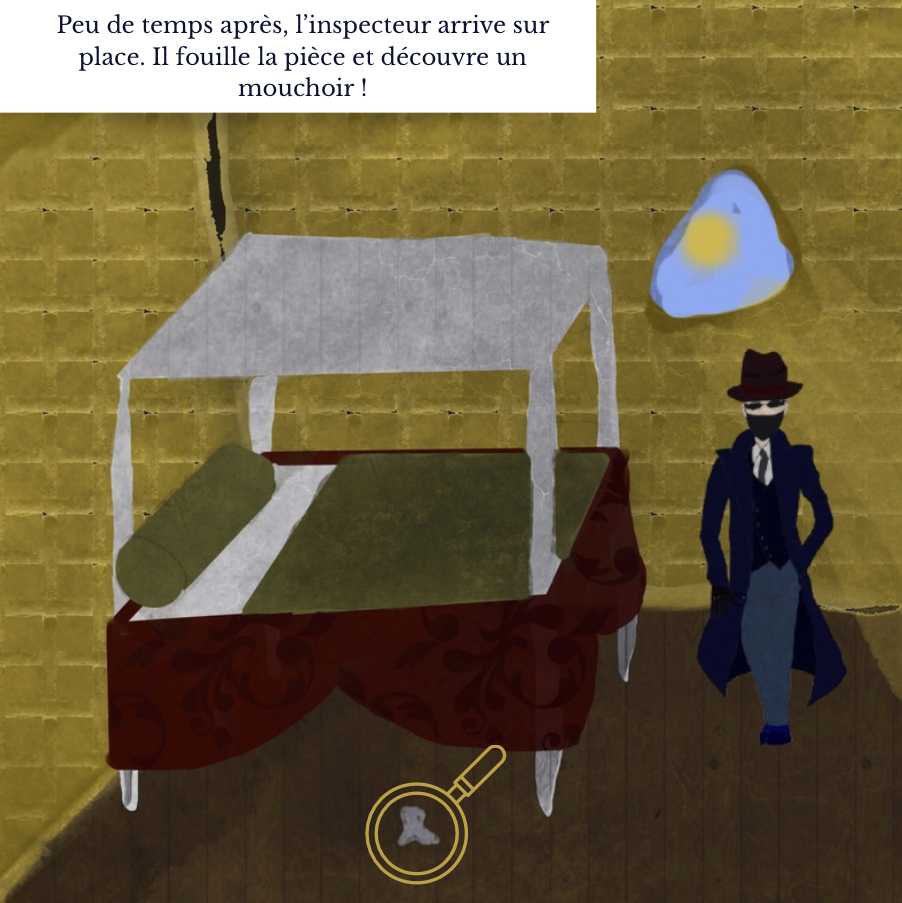 Peu de temps après, l’inspecteur arrive sur
place. Il fouille la pièce et découvre un
mouchoir !